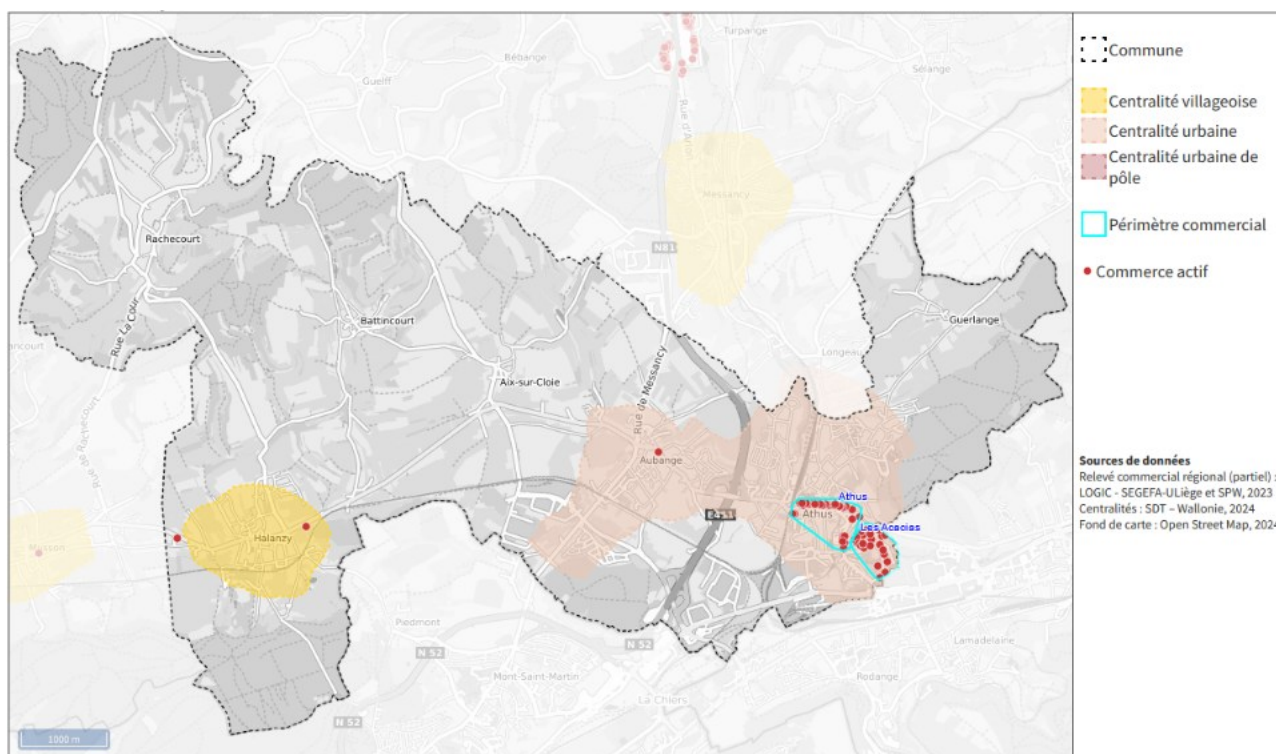 Turpange
Bébange
Guelff
Sélange
Rue d'Arlon
Messancy
Rachecourt
N81
Guerlange
Battincourt
Rue La Cour
Longeau
Aix-sur-Cloie
Rue de Messancy
Rue de Rachecourt
Aubange
Athus
Athus
Les Acacias
Musson
Halanzy
Piedmont
N 52
Lamadelaine
Mont-Saint-Martin
Rodange
La Chiers
N 52
1000 m
Commune
Centralité villageoise
Centralité urbaine
Centralité urbaine de
pôle
Périmètre commercial
Commerce actif
Sources de données
Relevé commercial régional (partiel) :
LOGIC - SEGEFA-ULiège et SPW, 2023
Centralités : SDT – Wallonie, 2024
Fond de carte : Open Street Map, 2024